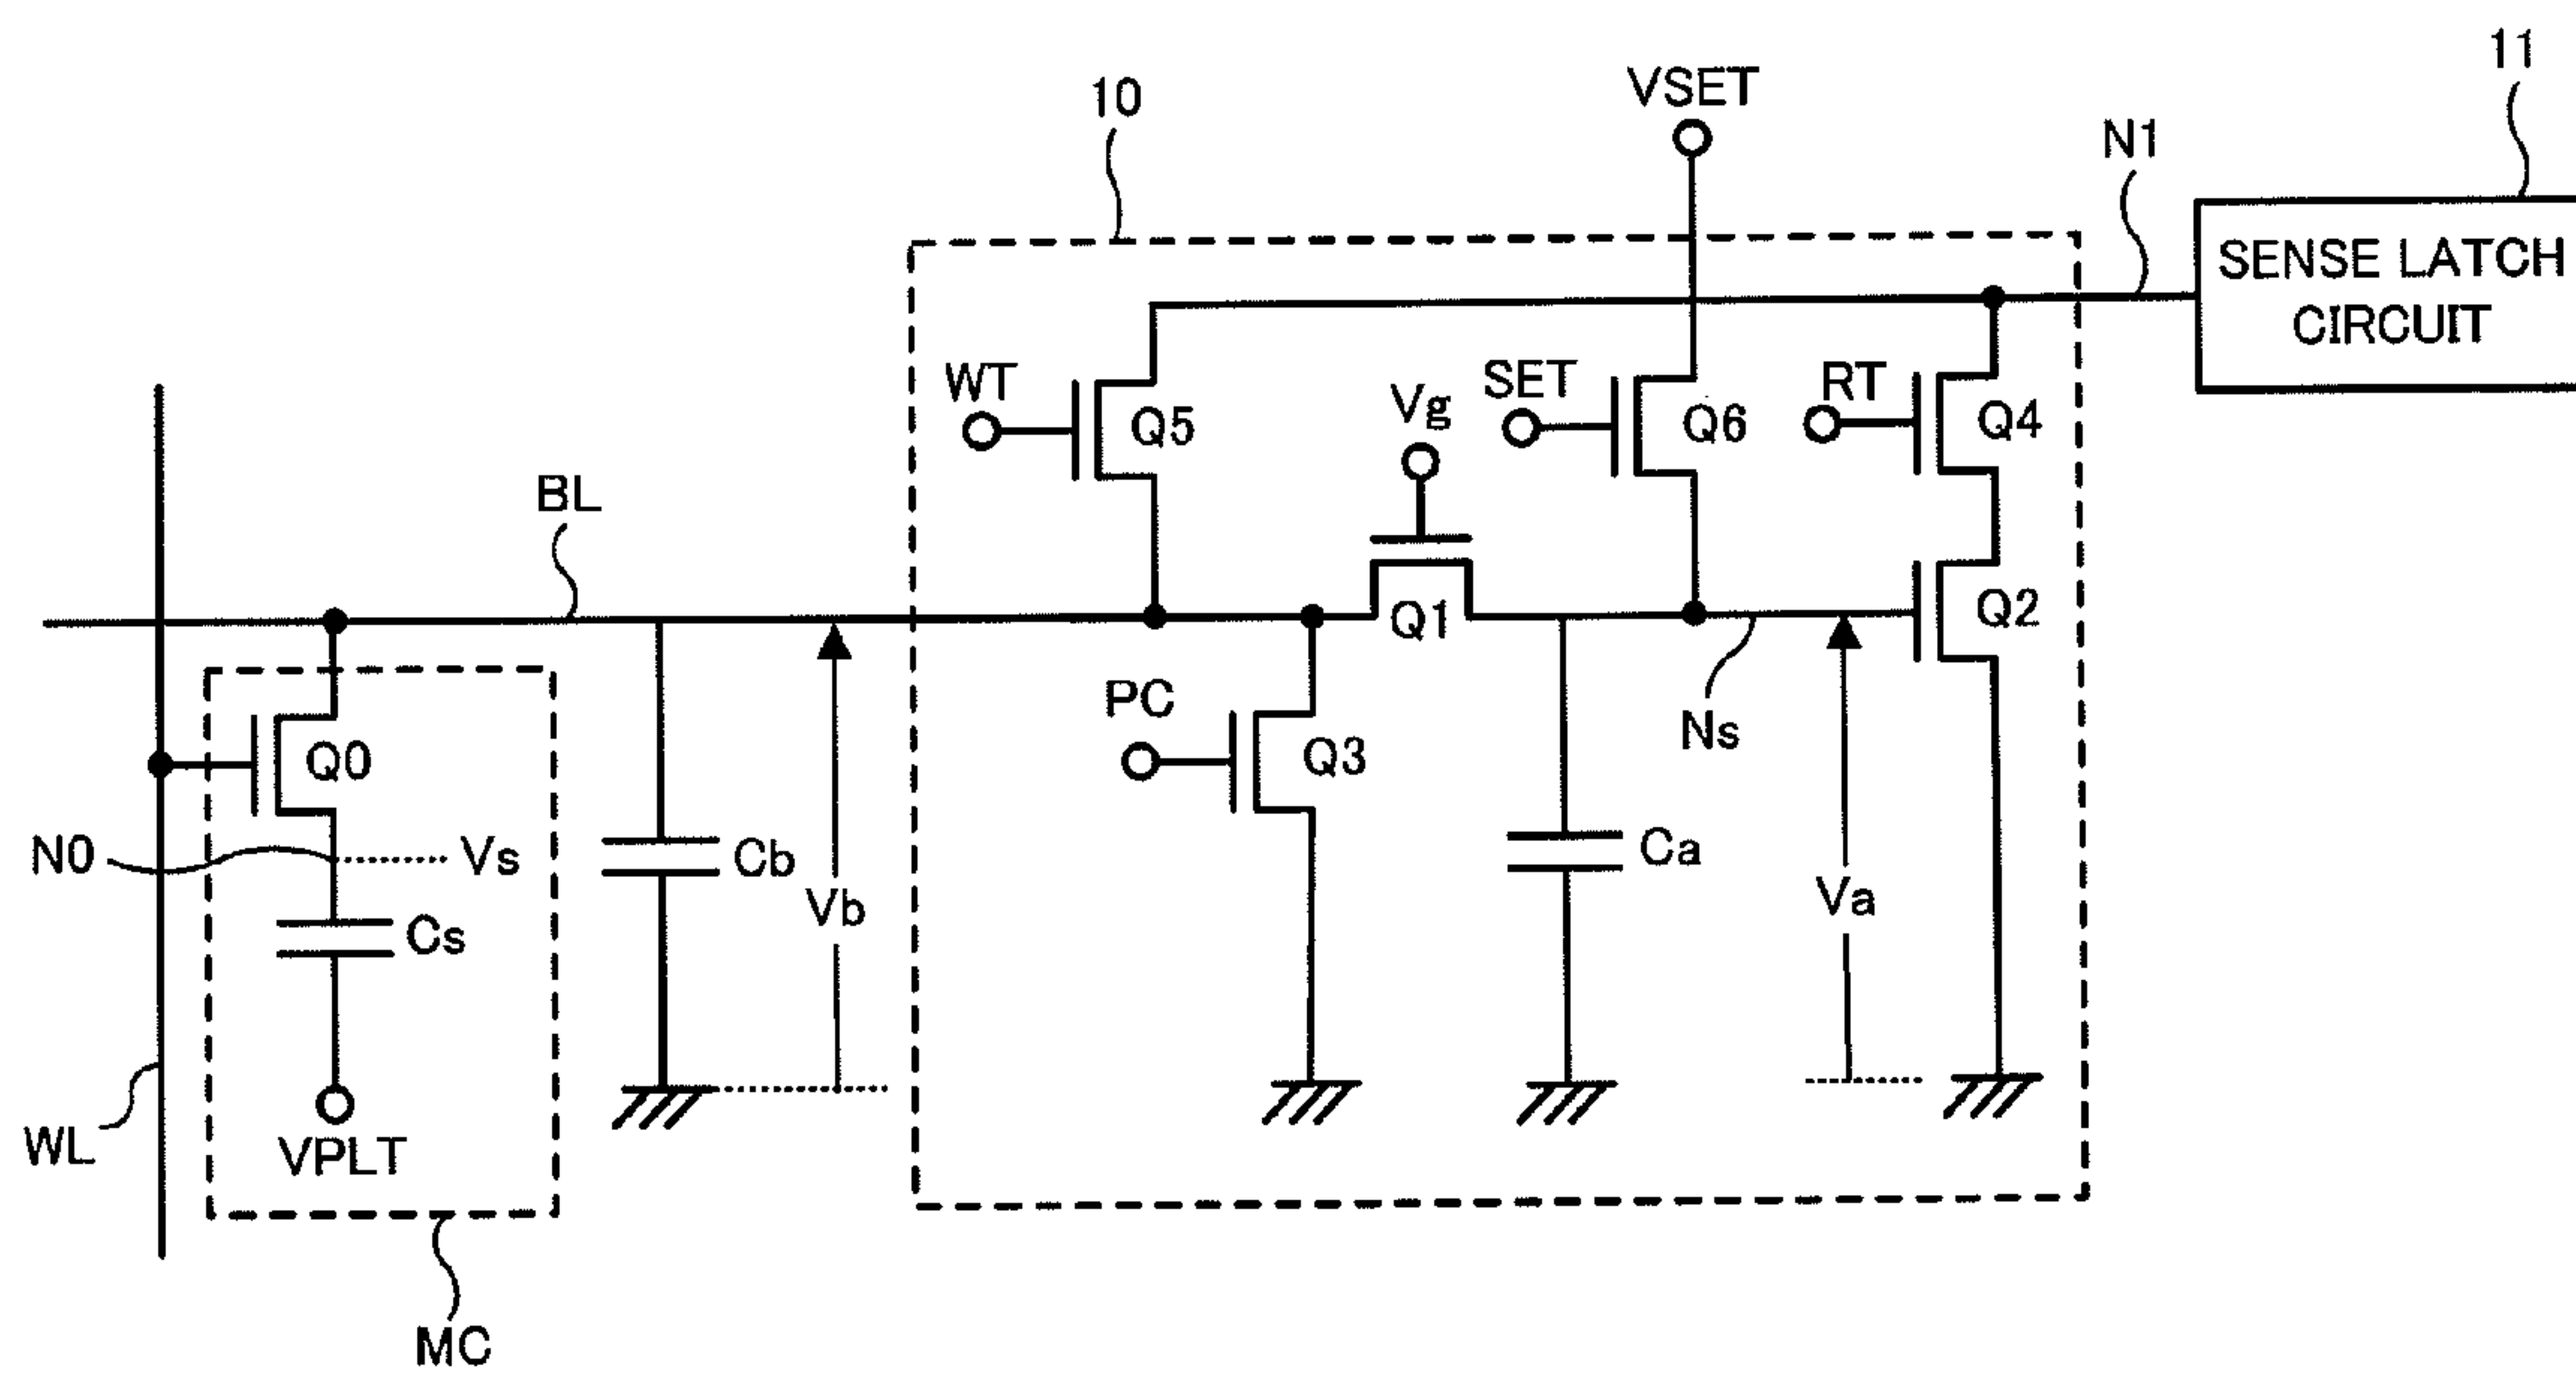 11
10
VSET
N1
SENSE LATCH
CIRCUIT
WT
Q5
Vg
SET
Q6
RT
Q4
BL
Q1
Q2
PC
Ns
Q0
Q3
N0
Vs
Cb
Ca
Vb
Va
Cs
WL
VPLT
MC